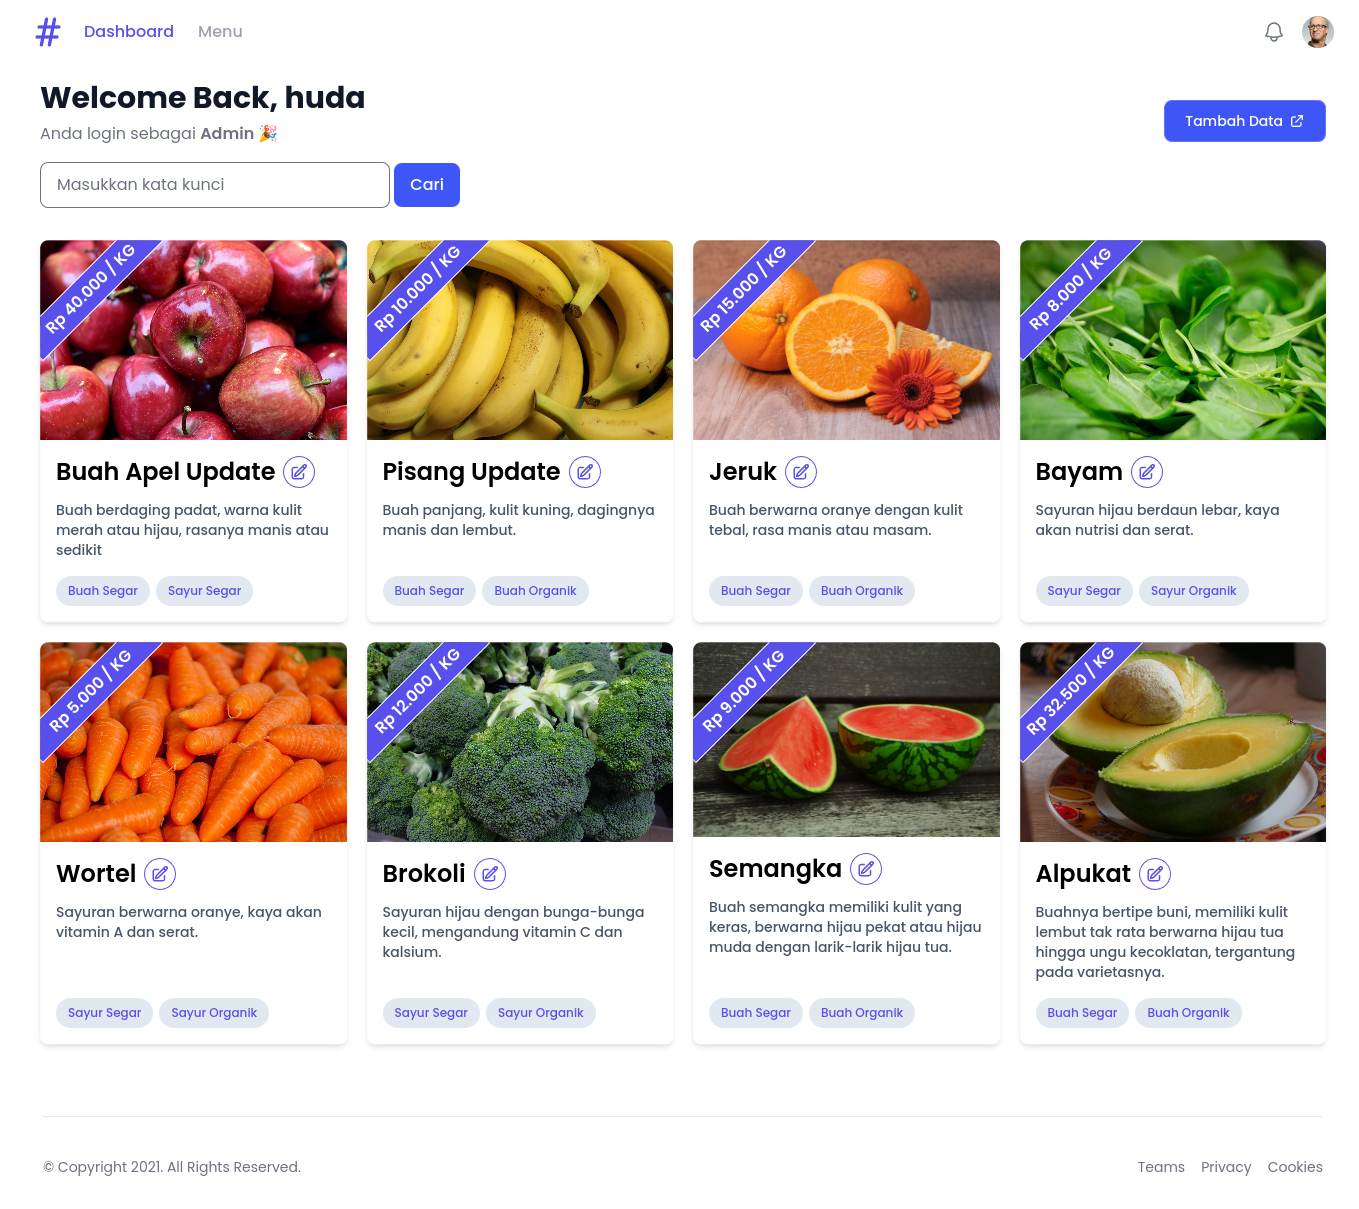 # Dashboard Menu
Welcome Back, huda
Anda login sebagai Admin 🎉
Tambah Data
Masukkan kata kunci
Cari
Rp 40.000 / KG
Rp 10.000 / KG
Rp 15.000 / KG
Rp 8.000 / KG
Buah Apel Update
Buah berdaging padat, warna kulit
merah atau hijau, rasanya manis atau
sedikit
Buah Segar Sayur Segar
Pisang Update
Buah panjang, kulit kuning, dagingnya
manis dan lembut.
Buah Segar Buah Organik
Jeruk
Buah berwarna oranye dengan kulit
tebal, rasa manis atau masam.
Buah Segar Buah Organik
Bayam
Sayuran hijau berdaun lebar, kaya
akan nutrisi dan serat.
Sayur Segar Sayur Organik
Rp 5.000 / KG
Rp 12.000 / KG
Rp 9.000 / KG
Rp 32.500 / KG
Wortel
Sayuran berwarna oranye, kaya akan
vitamin A dan serat.
Sayur Segar Sayur Organik
Brokoli
Sayuran hijau dengan bunga-bunga
kecil, mengandung vitamin C dan
kalsium.
Sayur Segar Sayur Organik
Semangka
Buah semangka memiliki kulit yang
keras, berwarna hijau pekat atau hijau
muda dengan larik-larik hijau tua.
Buah Segar Buah Organik
Alpukat
Buahnya bertipe buni, memiliki kulit
lembut tak rata berwarna hijau tua
hingga ungu kecoklatan, tergantung
pada varietasnya.
Buah Segar Buah Organik
© Copyright 2021. All Rights Reserved.
Teams Privacy Cookies